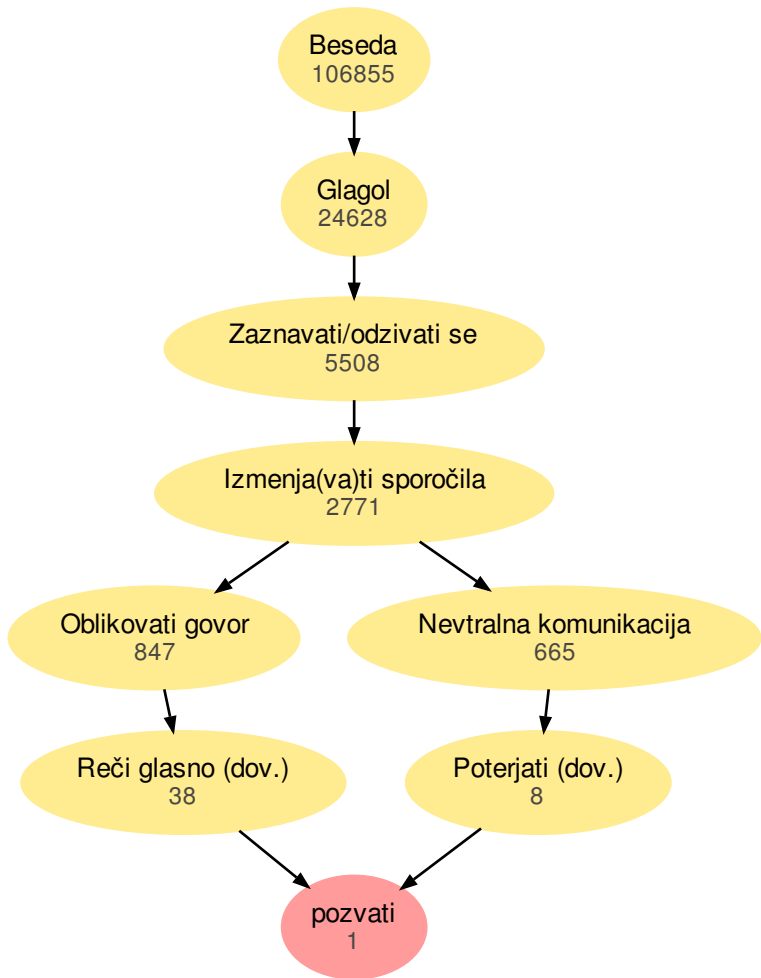 Beseda
106855
Glagol
24628
Zaznavati/odzivati se
5508
Izmenja(va)ti sporočila
2771
Oblikovati govor
847
Nevtralna komunikacija
665
Reči glasno (dov.)
38
Poterjati (dov.)
8
pozvati
1